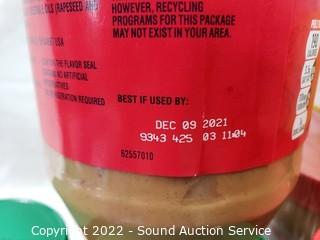 OILS (RAPESEED AND
HOWEVER, RECYCLING
PROGRAMS FOR THIS PACKAGE
MAY NOT EXIST IN YOUR AREA.
USA
THE FLAVOR SEAL
NO ARTIFICIAL
REQUIRED
BEST IF USED BY:
DEC 09 2021
9343 425 03 11:04
62557010
190
Copyright 2022 - Sound Auction Service